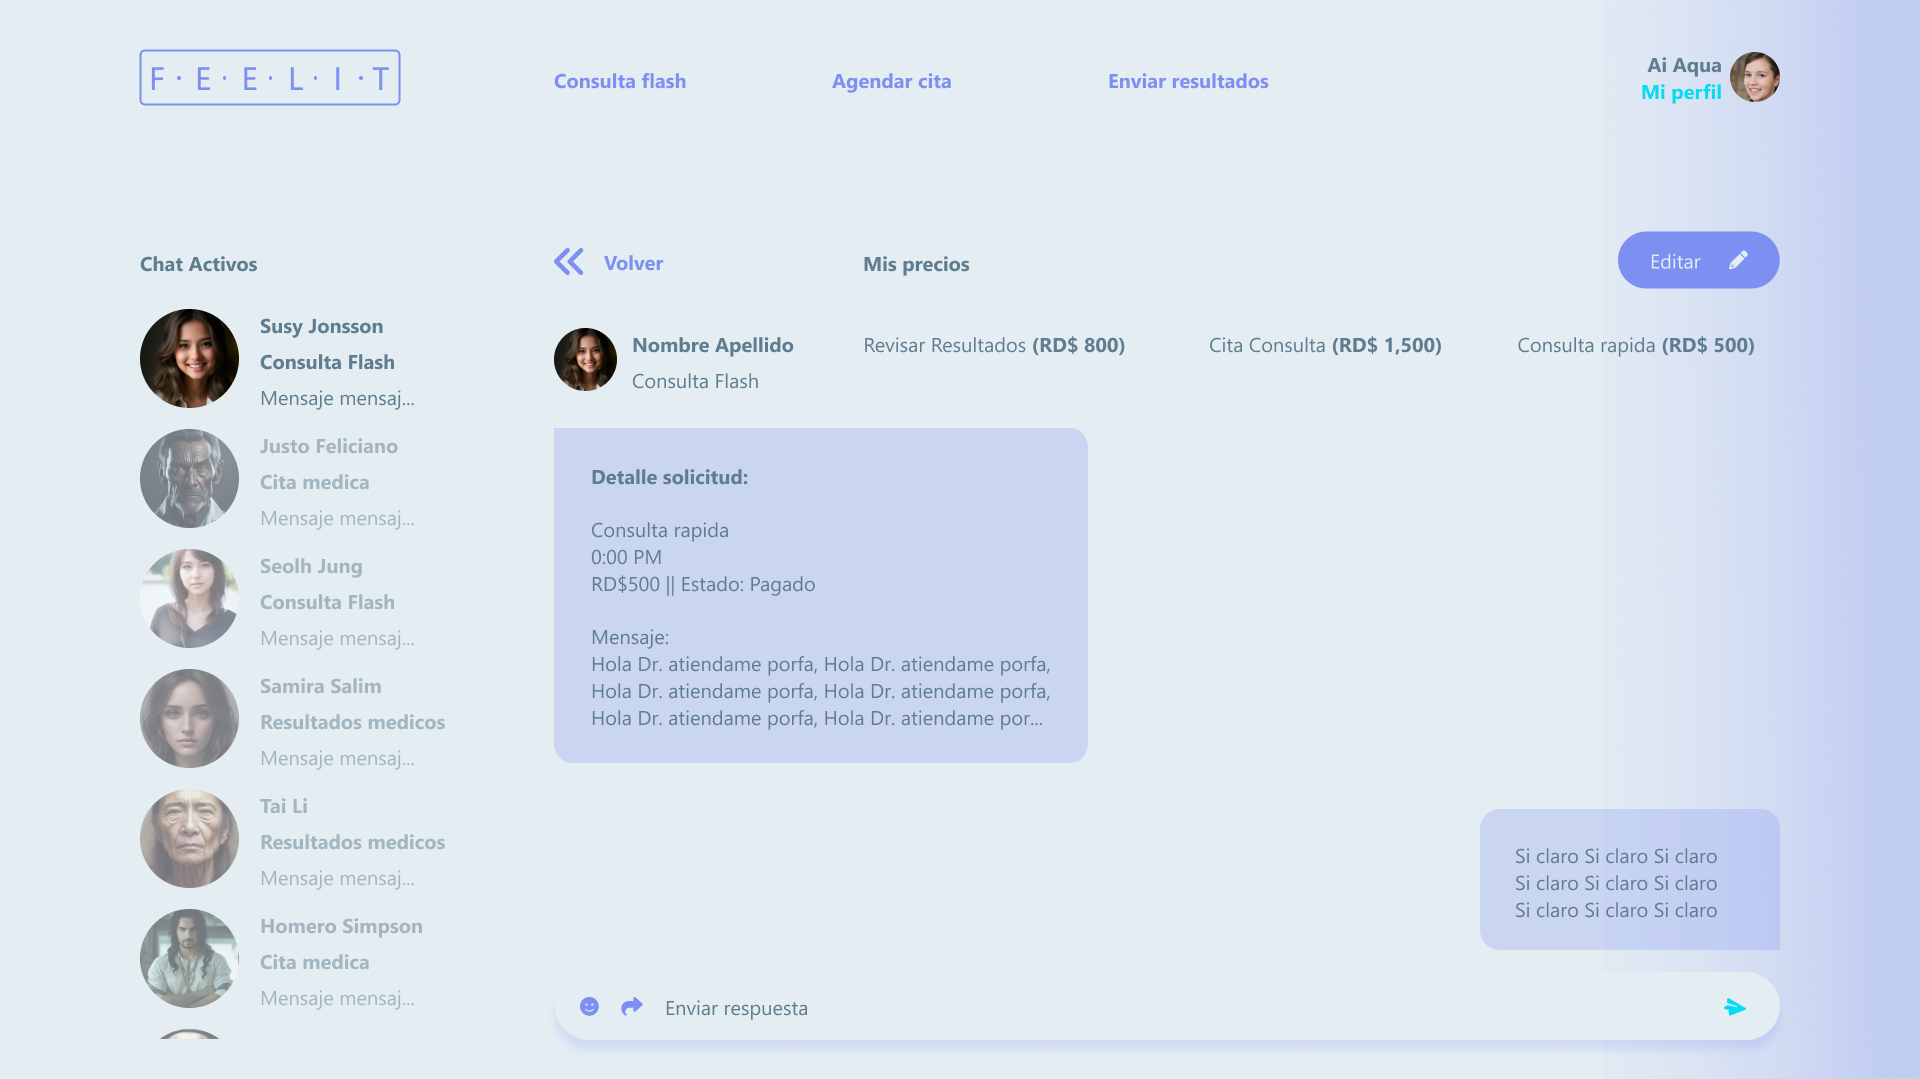 F·E·E·L·I·T
Consulta flash
Agendar cita
Enviar resultados
Ai Aqua
Mi perfil
Chat Activos
Susy Jonsson
Consulta Flash
Mensaje mensaj...
Justo Feliciano
Cita medica
Mensaje mensaj...
Seolh Jung
Consulta Flash
Mensaje mensaj...
Samira Salim
Resultados medicos
Mensaje mensaj...
Tai Li
Resultados medicos
Mensaje mensaj...
Homero Simpson
Cita medica
Mensaje mensaj...
Volver
Mis precios
Editar
Nombre Apellido
Consulta Flash
Revisar Resultados (RD$ 800)
Cita Consulta (RD$ 1,500)
Consulta rapida (RD$ 500)
Detalle solicitud:
Consulta rapida
0:00 PM
RD$500 || Estado: Pagado
Mensaje:
Hola Dr. atiendame porfa, Hola Dr. atiendame porfa,
Hola Dr. atiendame porfa, Hola Dr. atiendame porfa,
Hola Dr. atiendame porfa, Hola Dr. atiendame por...
Si claro Si claro Si claro
Si claro Si claro Si claro
Si claro Si claro Si claro
Enviar respuesta